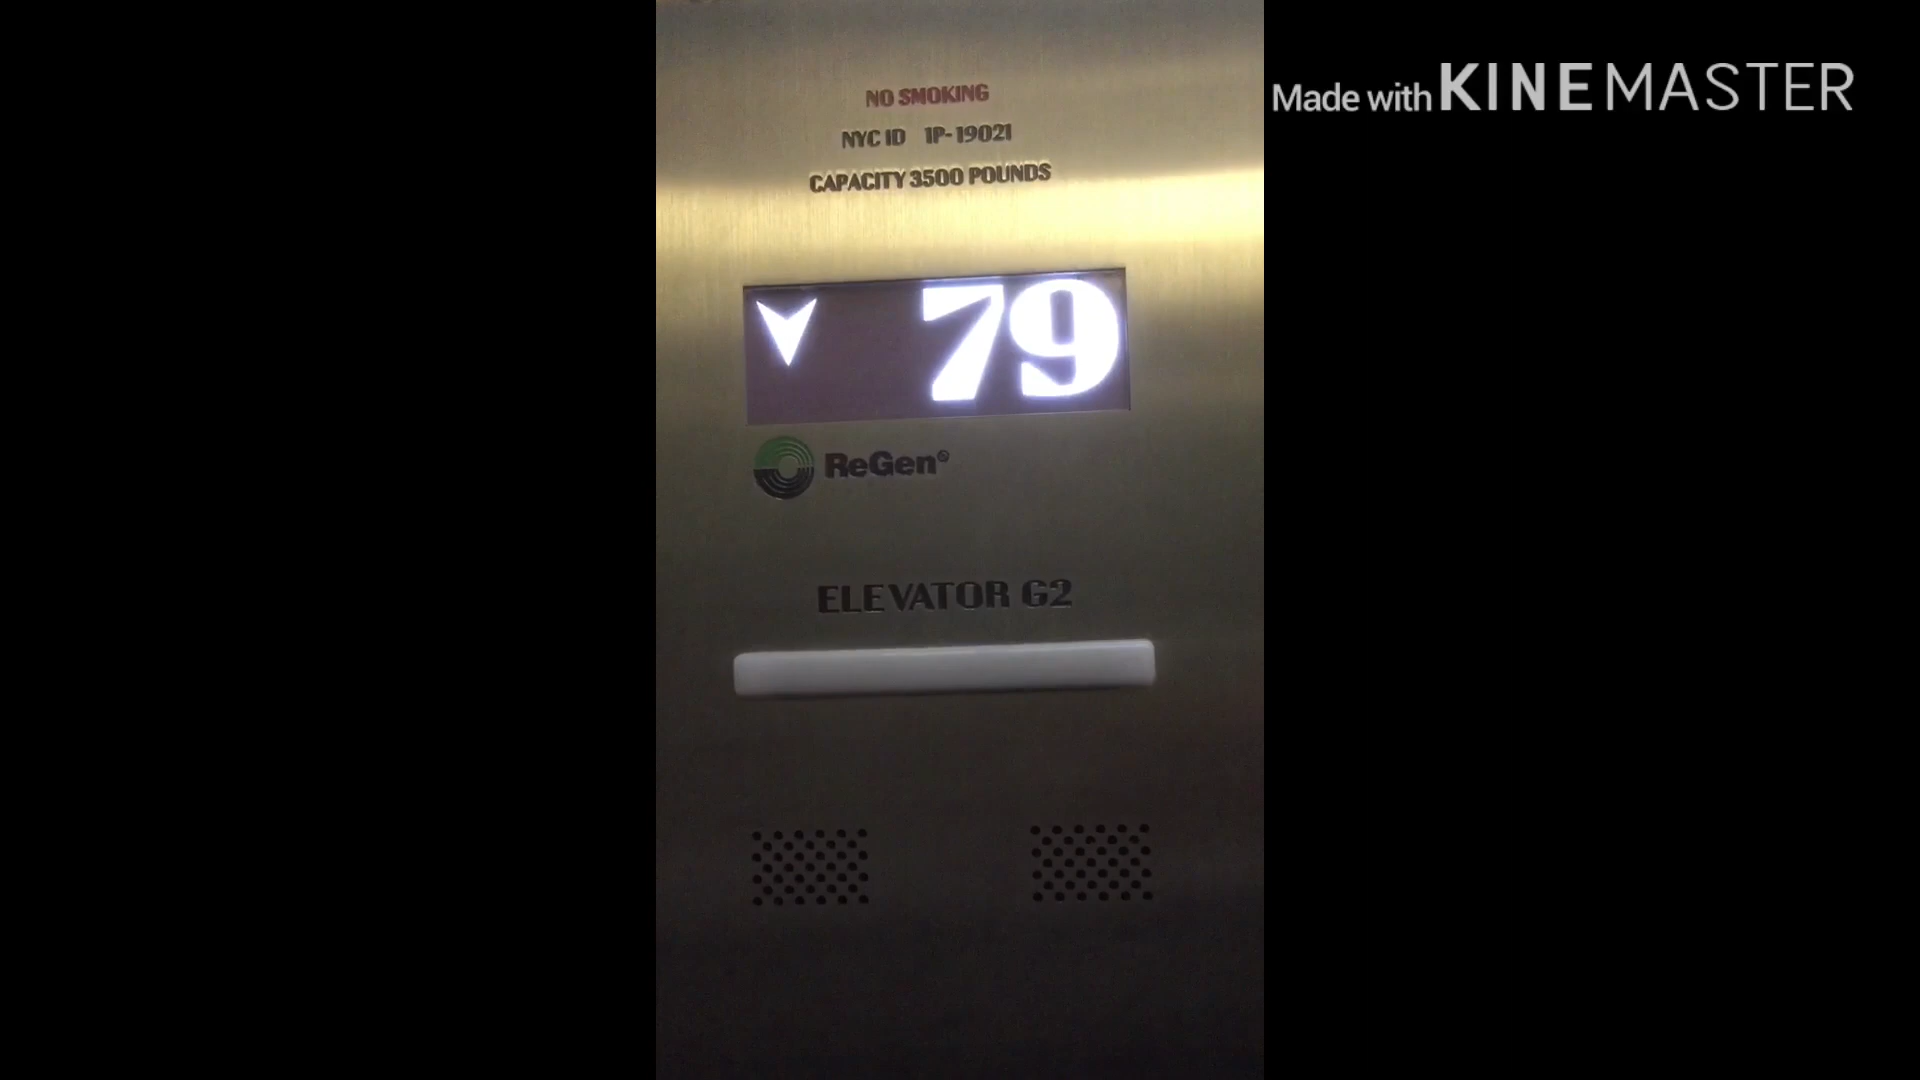 NO SMOKING
NYC ID 1P-19021
CAPACITY 3500 POUNDS
79
ReGen®
ELEVATOR G2
Made with KINEMASTER